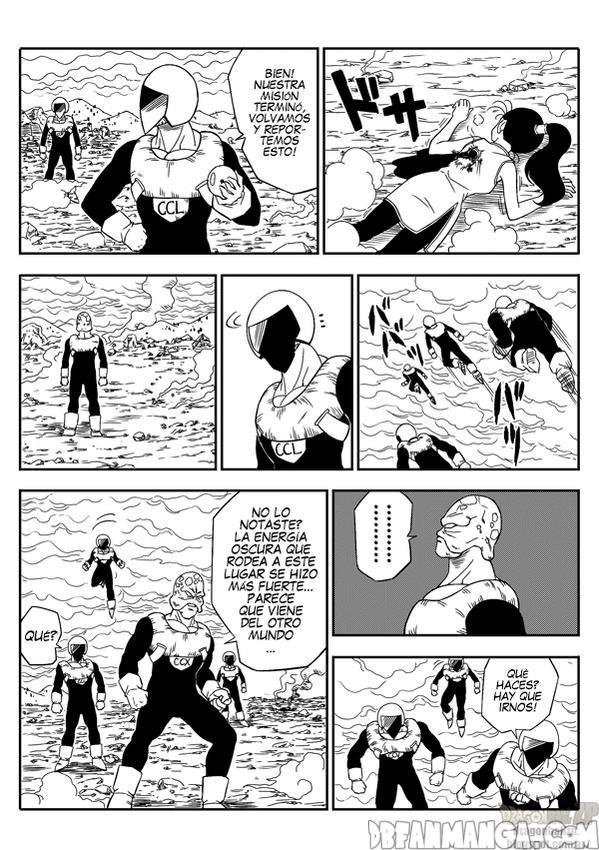 ドサ
BIEN!
NUESTRA
MISIÓN
TERMINÓ,
VOLVAMOS
Y REPOR-
TEMOS
ESTO!
CCL
CCL
QUÉ
HACES?
HAY QUE
IRNOS!
NO LO
NOTASTE?
LA ENERGÍA
OSCURA QUE
RODEA A ESTE
LUGAR SE HIZO
MÁS FUERTE...
PARECE
QUE VIENE
DEL OTRO
MUNDO
...
QUÉ?
CCX
DBFANMANGA.COM